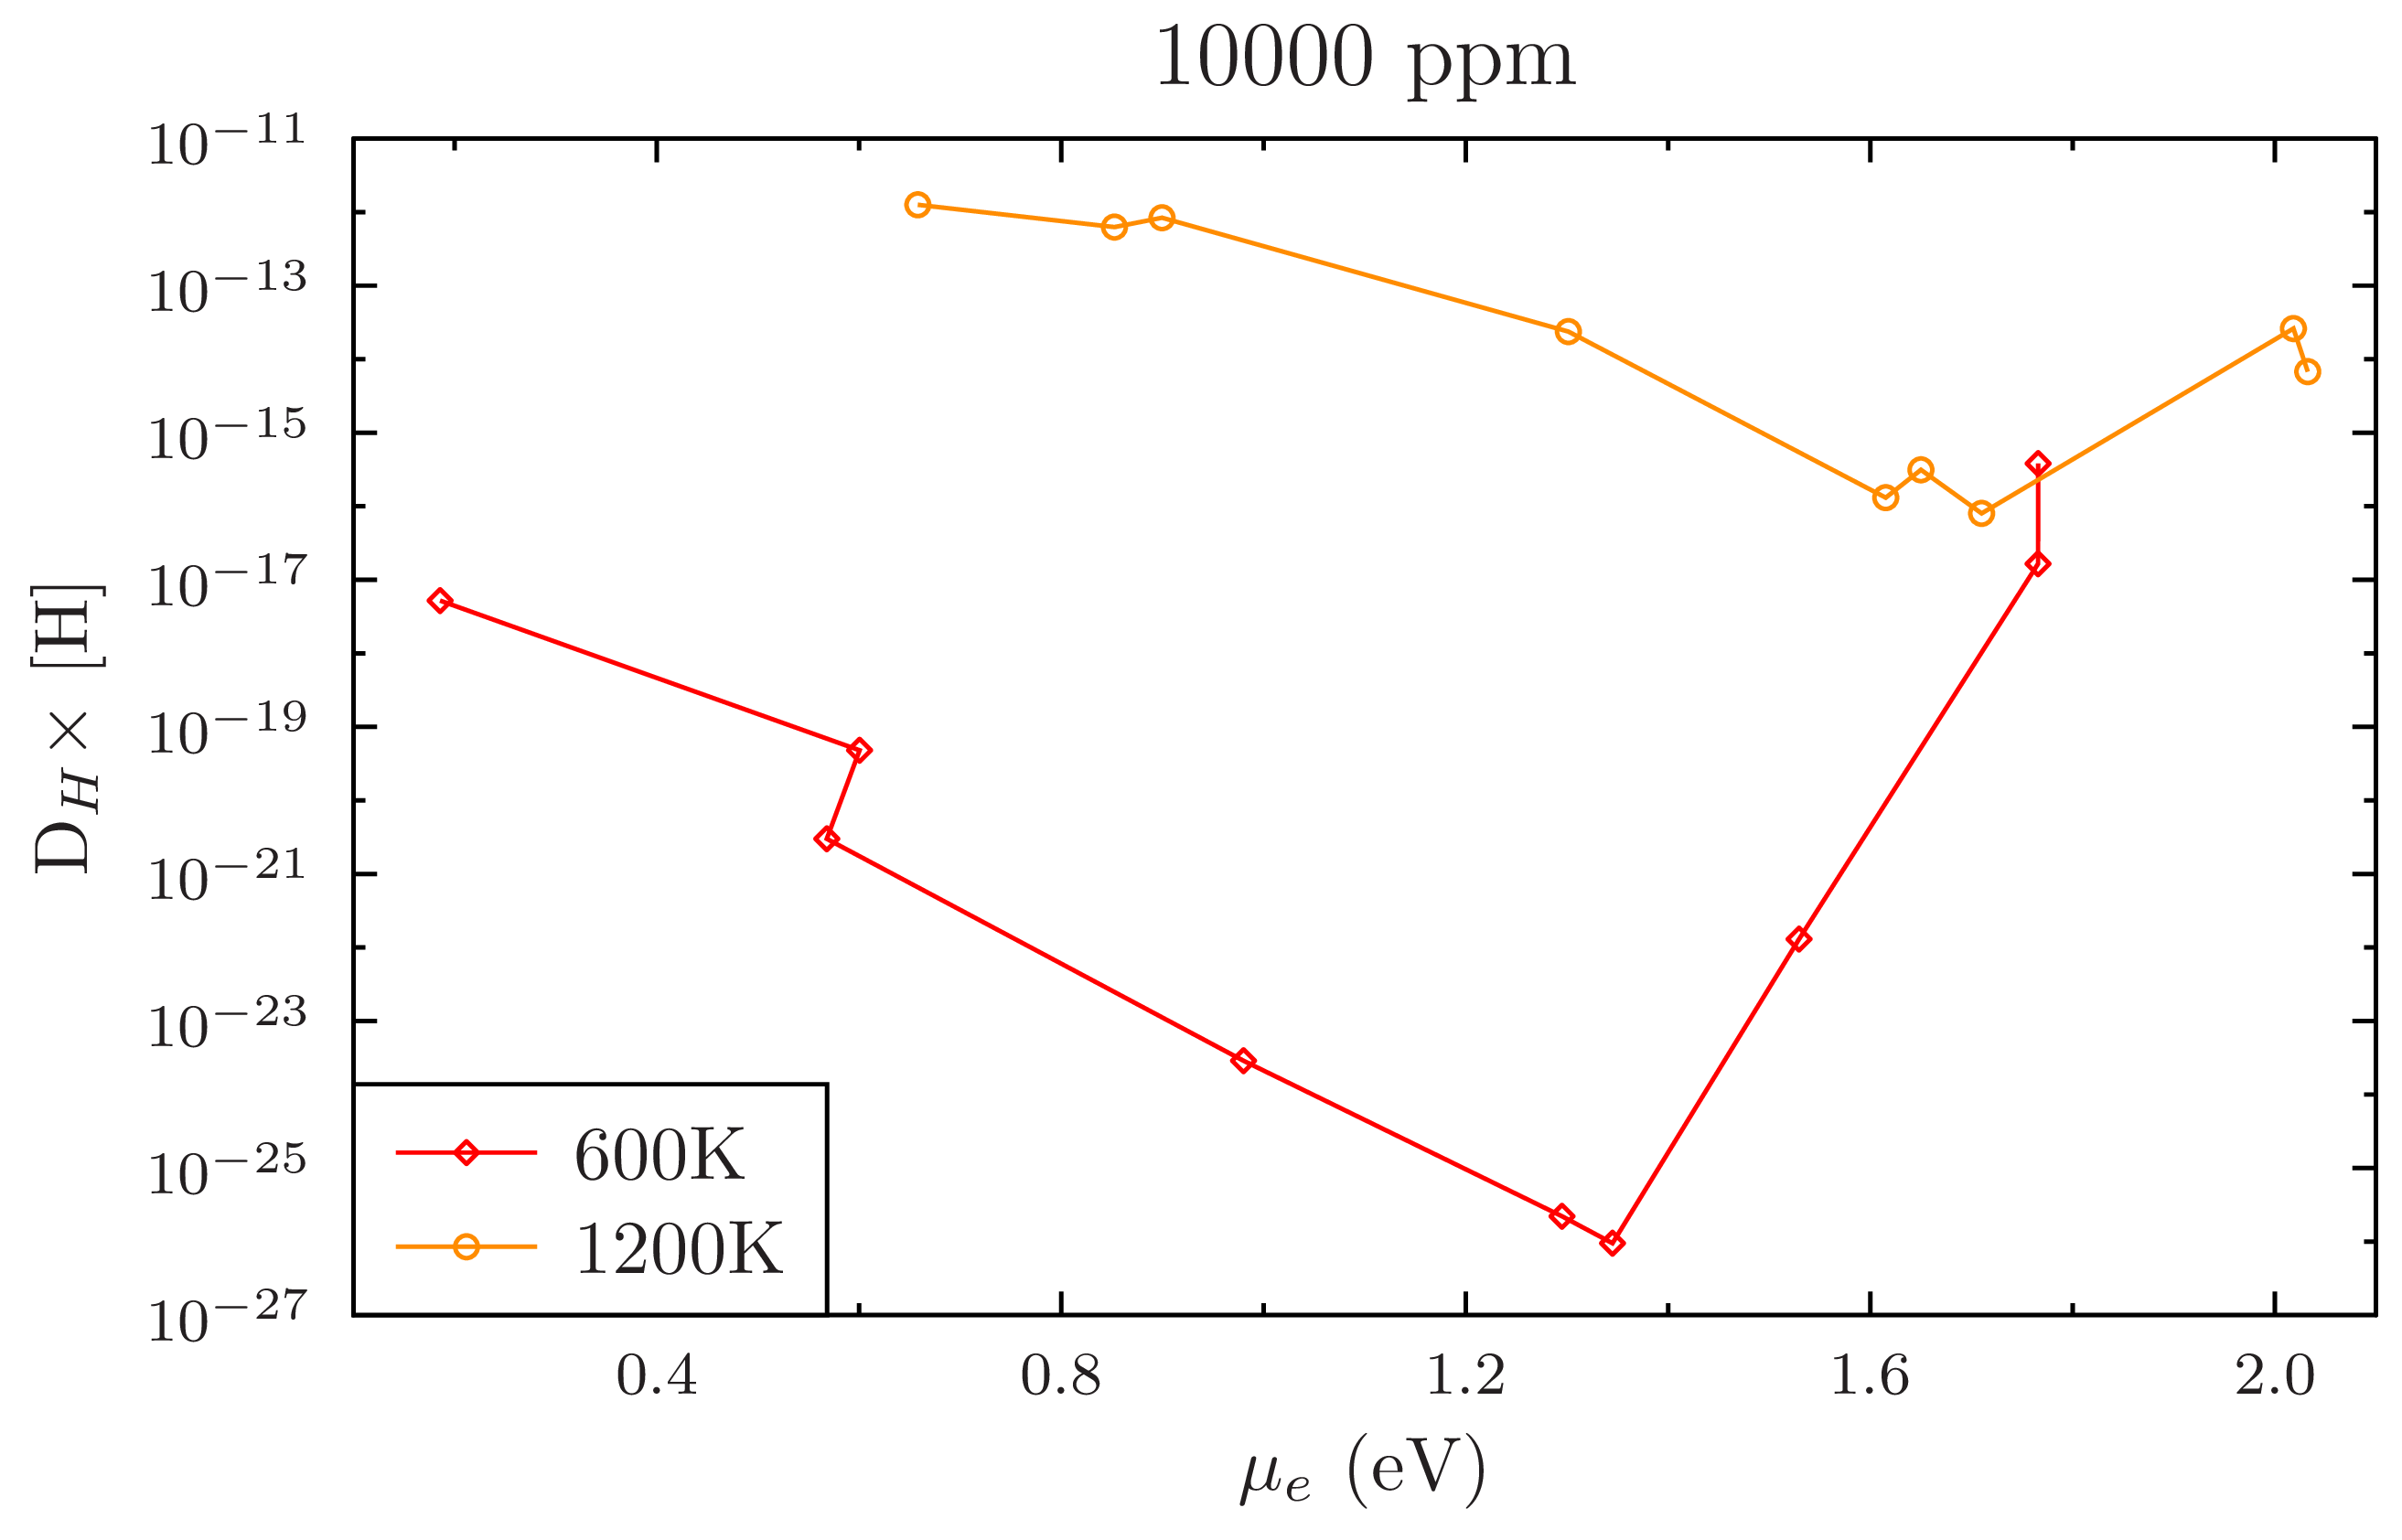 10000 ppm
10⁻¹¹
10⁻¹³
10⁻¹⁵
10⁻¹⁷
10⁻¹⁹
10⁻²¹
10⁻²³
10⁻²⁵
10⁻²⁷
D_H × [H]
600K
1200K
0.4 0.8 1.2 1.6 2.0
μₑ (eV)